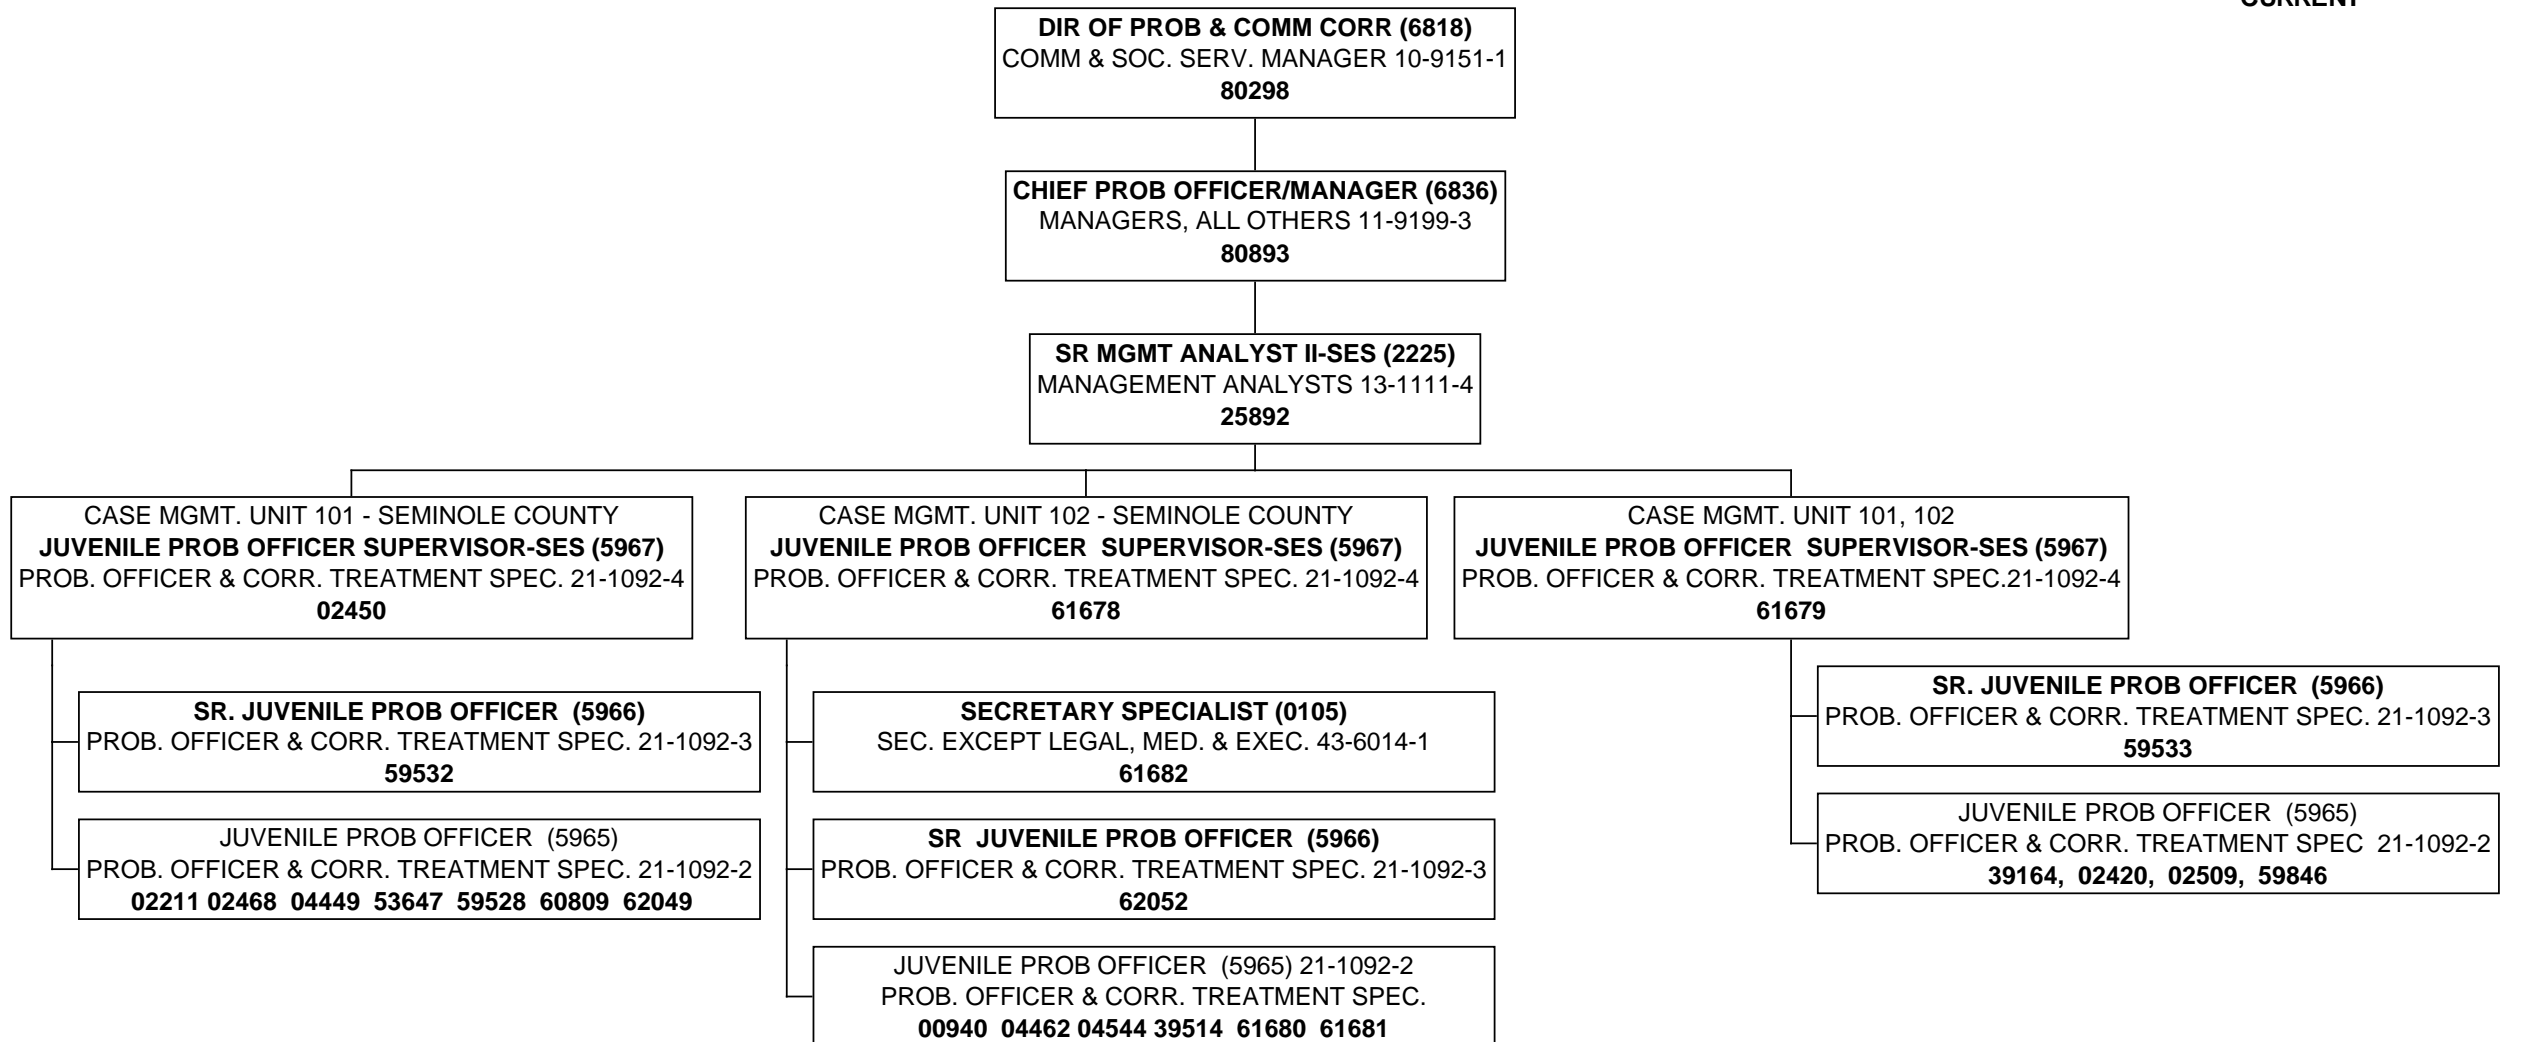 CURRENT
DIR OF PROB & COMM CORR (6818)
COMM & SOC. SERV. MANAGER 10-9151-1
80298
CHIEF PROB OFFICER/MANAGER (6836)
MANAGERS, ALL OTHERS 11-9199-3
80893
SR MGMT ANALYST II-SES (2225)
MANAGEMENT ANALYSTS 13-1111-4
25892
CASE MGMT. UNIT 101 - SEMINOLE COUNTY
JUVENILE PROB OFFICER SUPERVISOR-SES (5967)
PROB. OFFICER & CORR. TREATMENT SPEC. 21-1092-4
02450
SR. JUVENILE PROB OFFICER (5966)
PROB. OFFICER & CORR. TREATMENT SPEC. 21-1092-3
59532
JUVENILE PROB OFFICER (5965)
PROB. OFFICER & CORR. TREATMENT SPEC. 21-1092-2
02211 02468 04449 53647 59528 60809 62049
CASE MGMT. UNIT 102 - SEMINOLE COUNTY
JUVENILE PROB OFFICER SUPERVISOR-SES (5967)
PROB. OFFICER & CORR. TREATMENT SPEC. 21-1092-4
61678
SECRETARY SPECIALIST (0105)
SEC. EXCEPT LEGAL, MED. & EXEC. 43-6014-1
61682
SR JUVENILE PROB OFFICER (5966)
PROB. OFFICER & CORR. TREATMENT SPEC. 21-1092-3
62052
JUVENILE PROB OFFICER (5965) 21-1092-2
PROB. OFFICER & CORR. TREATMENT SPEC.
00940 04462 04544 39514 61680 61681
CASE MGMT. UNIT 101, 102
JUVENILE PROB OFFICER SUPERVISOR-SES (5967)
PROB. OFFICER & CORR. TREATMENT SPEC.21-1092-4
61679
SR. JUVENILE PROB OFFICER (5966)
PROB. OFFICER & CORR. TREATMENT SPEC. 21-1092-3
59533
JUVENILE PROB OFFICER (5965)
PROB. OFFICER & CORR. TREATMENT SPEC 21-1092-2
39164, 02420, 02509, 59846